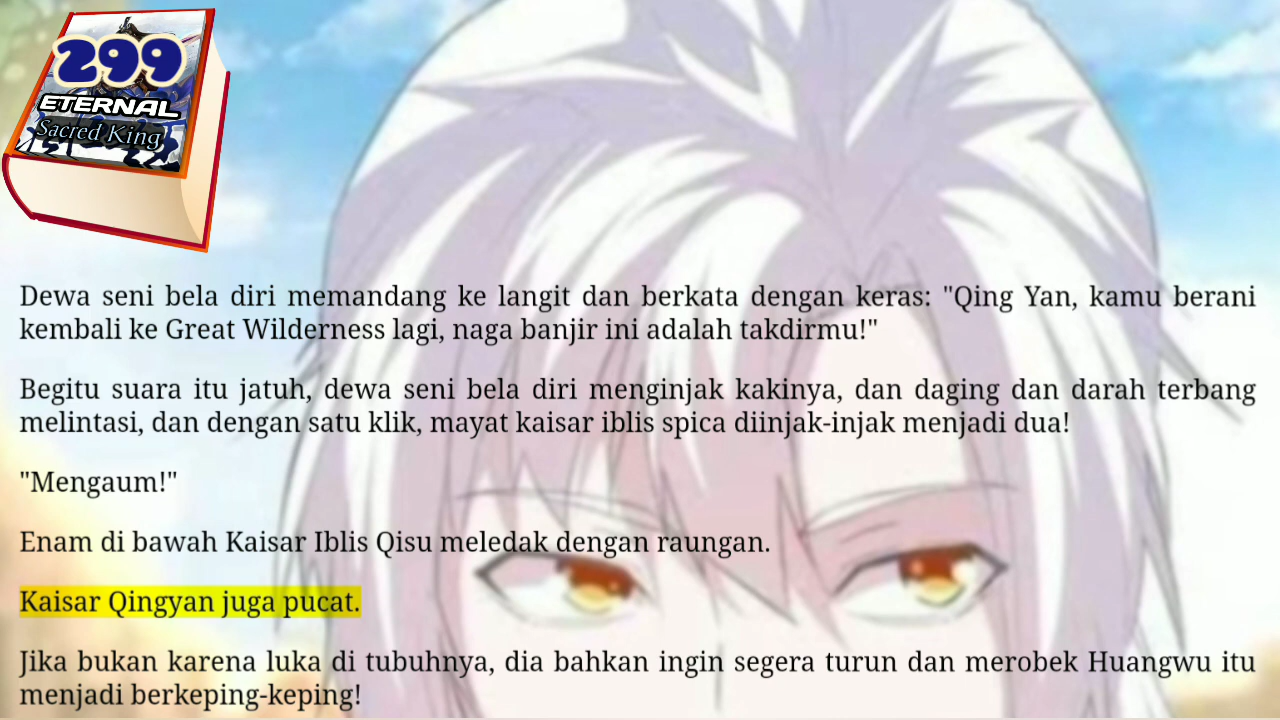 299
ETERNAL
Sacred King
Dewa seni bela diri memandang ke langit dan berkata dengan keras: "Qing Yan, kamu berani
kembali ke Great Wilderness lagi, naga banjir ini adalah takdirmu!"
Begitu suara itu jatuh, dewa seni bela diri menginjak kakinya, dan daging dan darah terbang
melintasi, dan dengan satu klik, mayat kaisar iblis spica diinjak-injak menjadi dua!
"Mengaum!"
Enam di bawah Kaisar Iblis Qisu meledak dengan raungan.
Kaisar Qingyan juga pucat.
Jika bukan karena luka di tubuhnya, dia bahkan ingin segera turun dan merobek Huangwu itu
menjadi berkeping-keping!